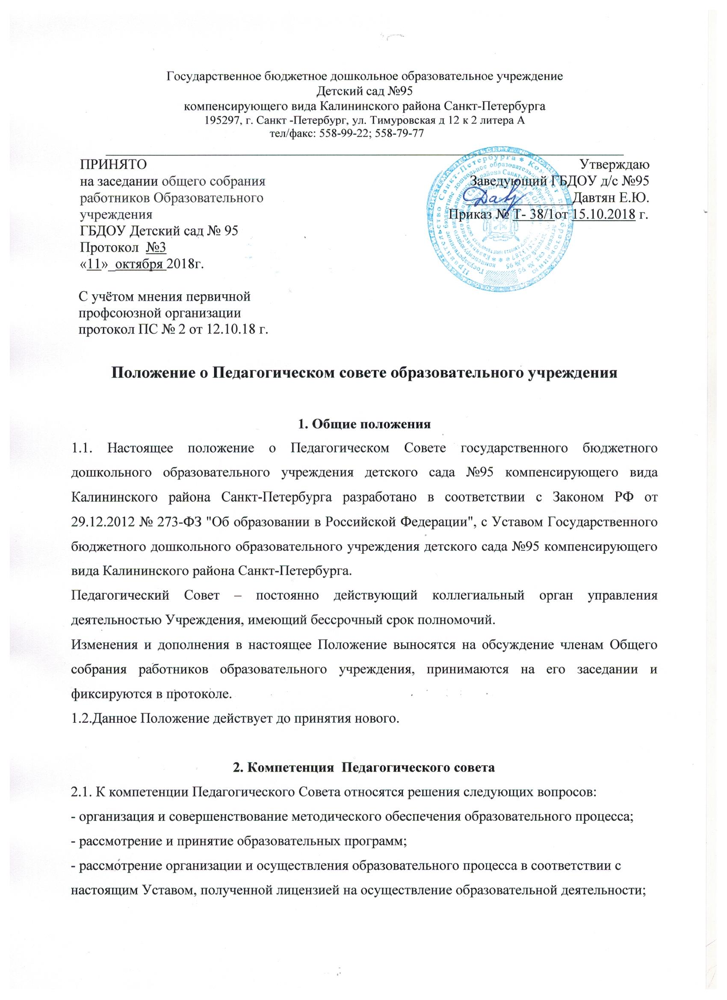 Государственное бюджетное дошкольное образовательное учреждение
Детский сад №95
компенсирующего вида Калининского района Санкт-Петербурга
195297, г. Санкт -Петербург, ул. Тимуровская д 12 к 2 литера А
тел/факс: 558-99-22; 558-79-77
ПРИНЯТО
на заседании общего собрания
работников Образовательного
учреждения
ГБДОУ Детский сад № 95
Протокол №3
«11»_октября 2018г.
Утверждаю
Заведующий ГБДОУ д/с №95
Давтян Е.Ю.
Приказ № Т- 38/1от 15.10.2018 г.
С учётом мнения первичной
профсоюзной организации
протокол ПС № 2 от 12.10.18 г.
Положение о Педагогическом совете образовательного учреждения
1. Общие положения
1.1. Настоящее положение о Педагогическом Совете государственного бюджетного
дошкольного образовательного учреждения детского сада №95 компенсирующего вида
Калининского района Санкт-Петербурга разработано в соответствии с Законом РФ от
29.12.2012 № 273-ФЗ "Об образовании в Российской Федерации", с Уставом Государственного
бюджетного дошкольного образовательного учреждения детского сада №95 компенсирующего
вида Калининского района Санкт-Петербурга.
Педагогический Совет – постоянно действующий коллегиальный орган управления
деятельностью Учреждения, имеющий бессрочный срок полномочий.
Изменения и дополнения в настоящее Положение выносятся на обсуждение членам Общего
собрания работников образовательного учреждения, принимаются на его заседании и
фиксируются в протоколе.
1.2.Данное Положение действует до принятия нового.
2. Компетенция Педагогического совета
2.1. К компетенции Педагогического Совета относятся решения следующих вопросов:
- организация и совершенствование методического обеспечения образовательного процесса;
- рассмотрение и принятие образовательных программ;
- рассмотрение организации и осуществления образовательного процесса в соответствии с
настоящим Уставом, полученной лицензией на осуществление образовательной деятельности;